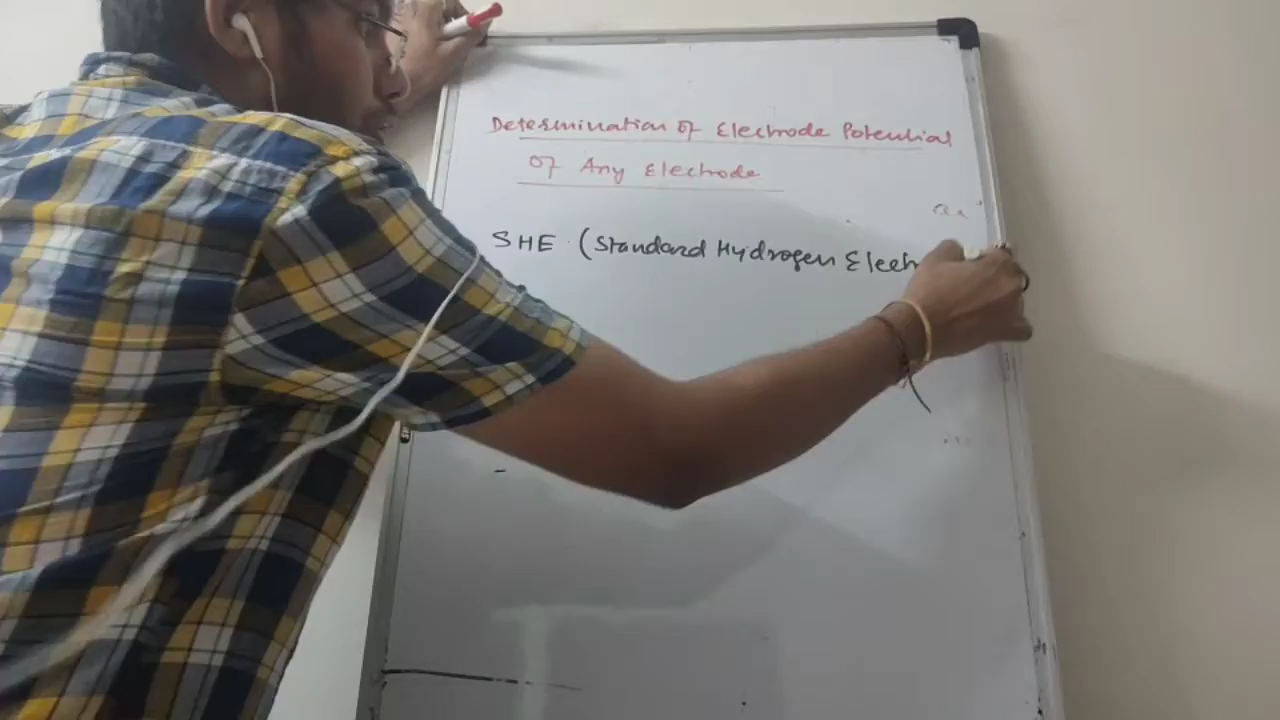 Determination of Electrode Potential
of Any Electrode
SHE (Standard Hydrogen Elect